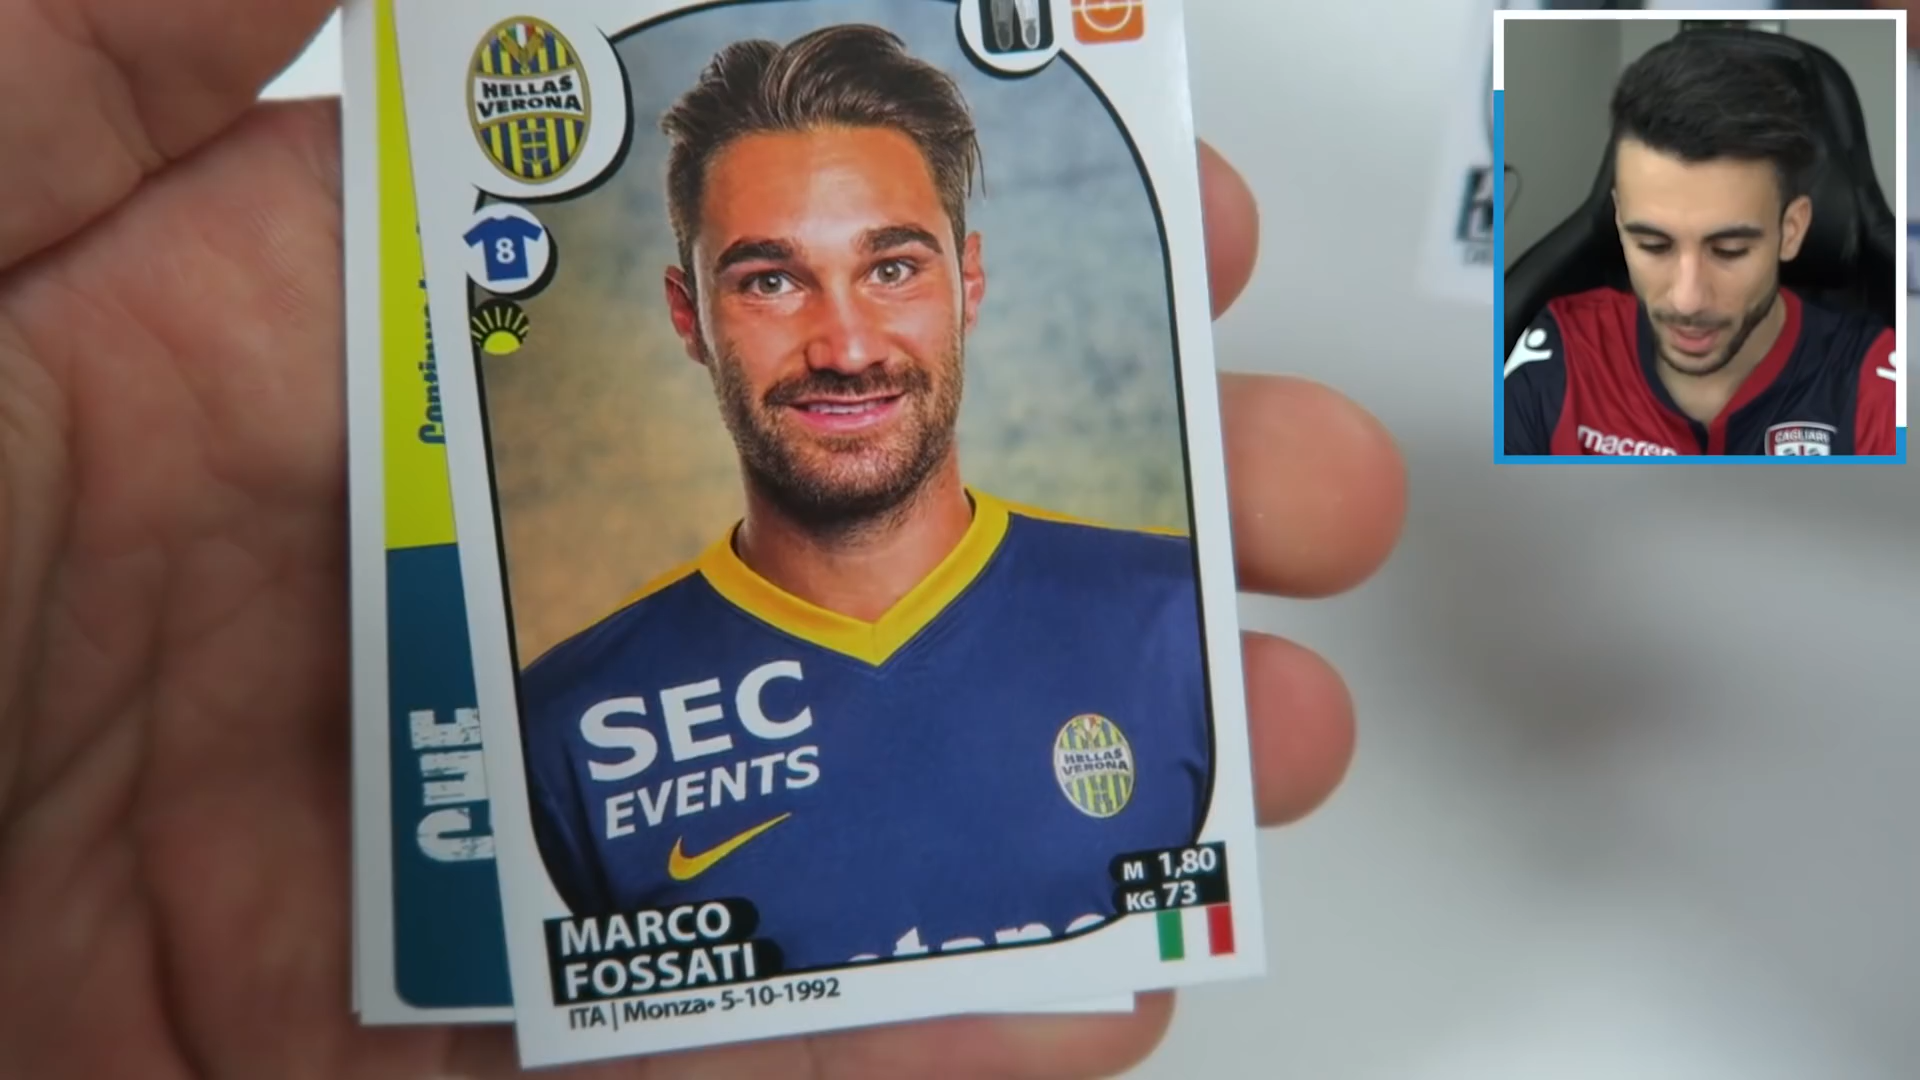 HELLAS
VERONA
8
SEC
EVENTS
HELLAS
VERONA
M 1,80
KG 73
MARCO
FOSSATI
ITA | Monza • 5-10-1992
CAGLIARI